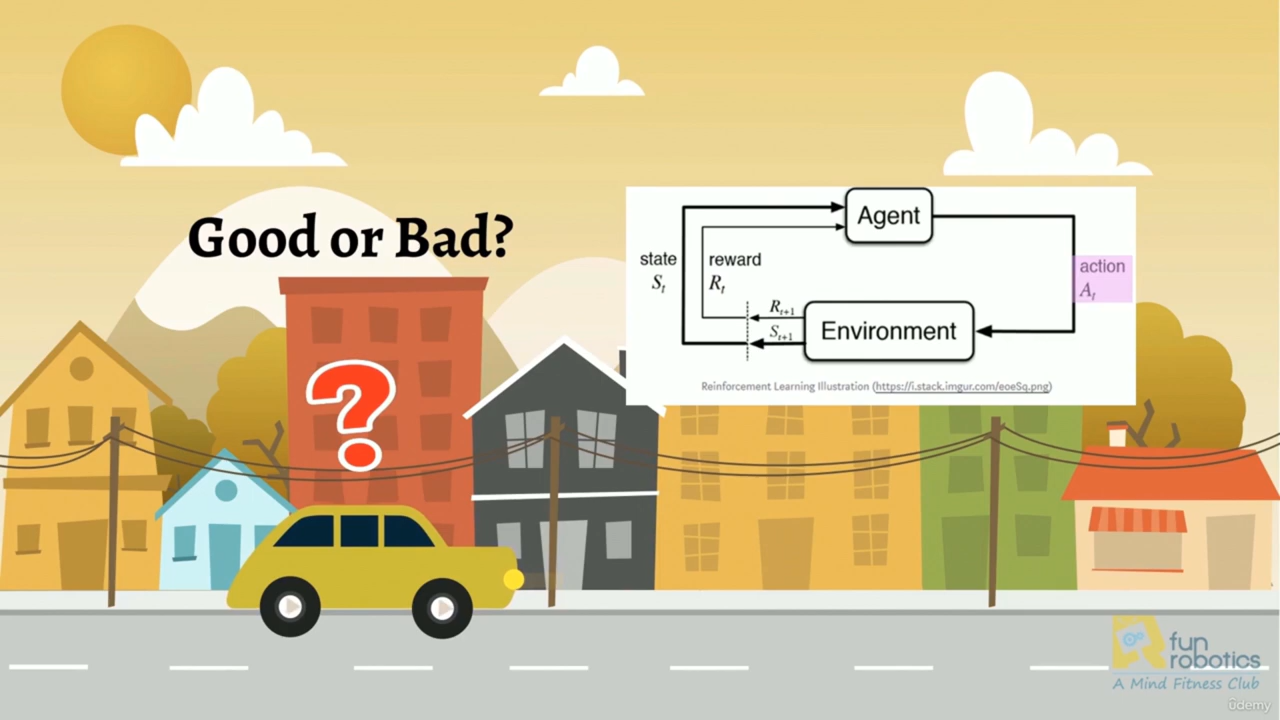 Good or Bad?
?
Agent
state
S_t
reward
R_t
action
A_t
R_{t+1}
S_{t+1}
Environment
Reinforcement Learning Illustration (https://i.stack.imgur.com/eoeSq.png)
fun
robotics
A Mind Fitness Club
ûdemy